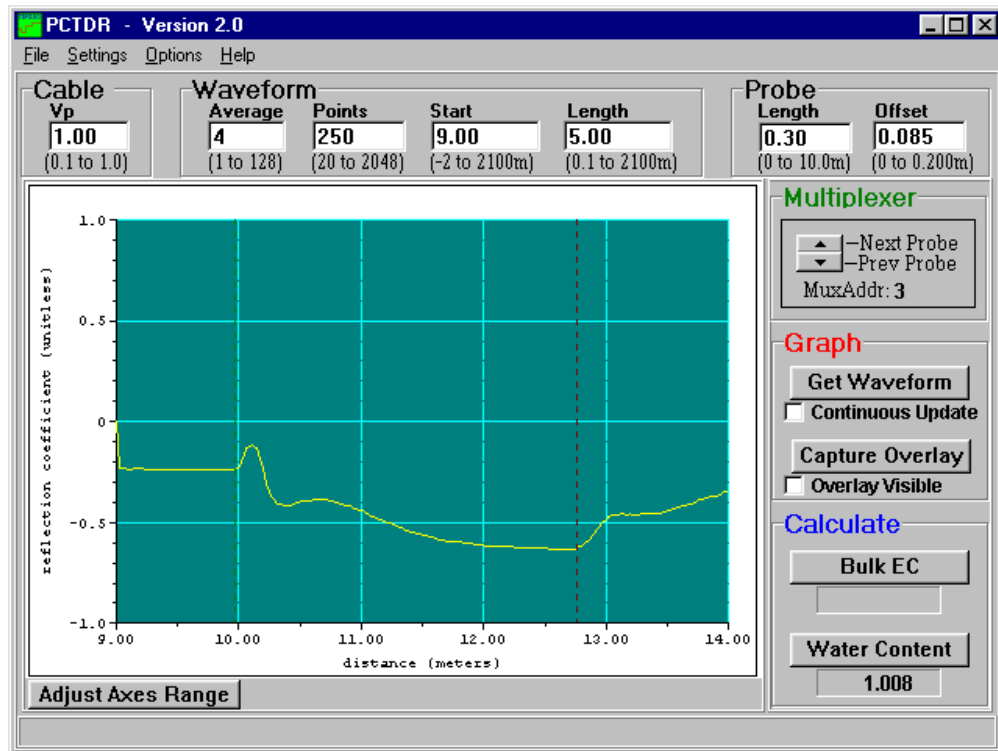 PCTDR - Version 2.0
File Settings Options Help
Cable
Vp
1.00
(0.1 to 1.0)
Waveform
Average Points Start Length
4 250 9.00 5.00
(1 to 128) (20 to 2048) (-2 to 2100m) (0.1 to 2100m)
Probe
Length Offset
0.30 0.085
(0 to 10.0m) (0 to 0.200m)
reflection coefficient (unitless)
1.0
0.5
0
-0.5
-1.0
9.00 10.00 11.00 12.00 13.00 14.00
distance (meters)
Adjust Axes Range
Multiplexer
Next Probe
Prev Probe
MuxAddr: 3
Graph
Get Waveform
Continuous Update
Capture Overlay
Overlay Visible
Calculate
Bulk EC
Water Content
1.008